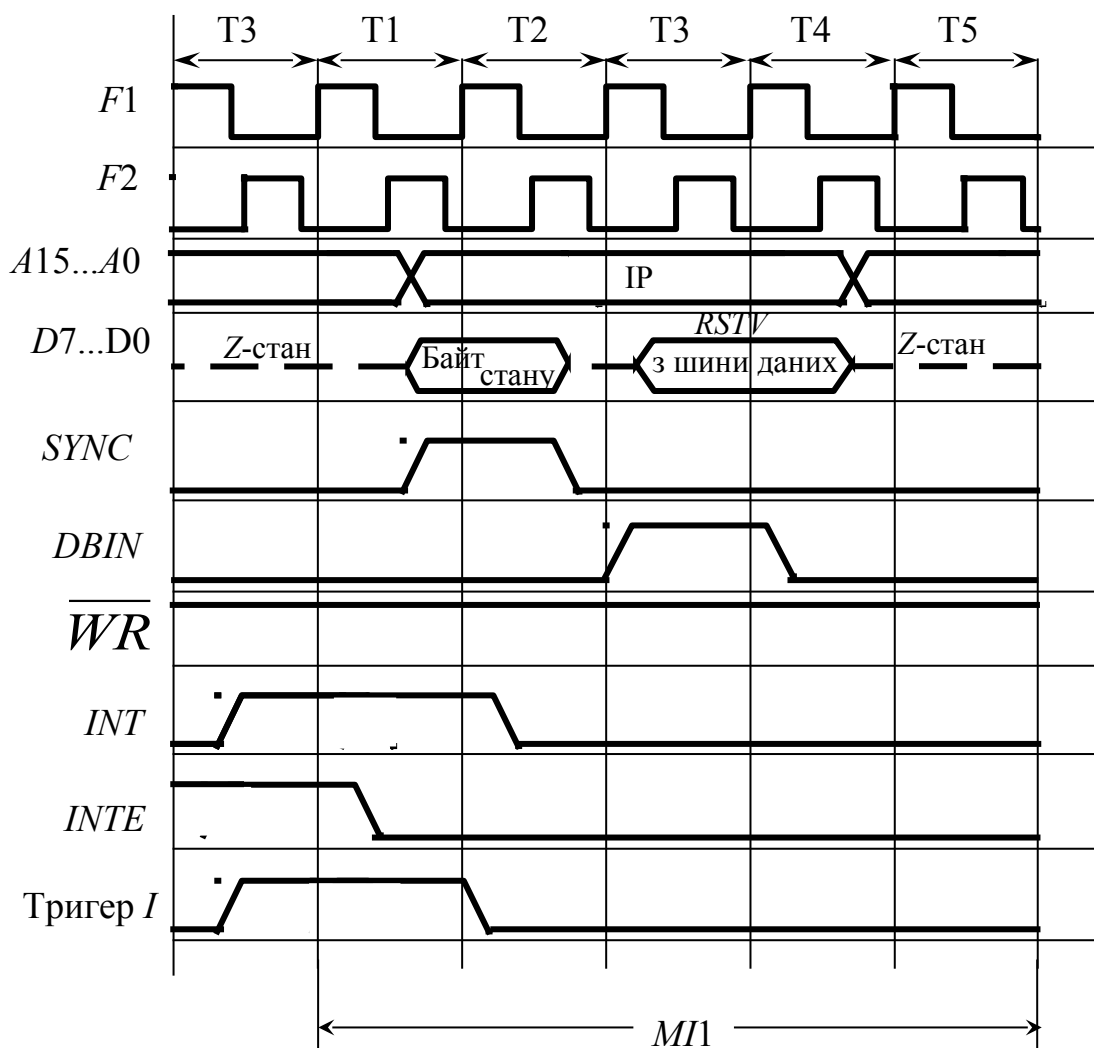 T3 T1 T2 T3 T4 T5
F1
F2
A15...A0
IP
D7...D0
Z-стан
Байт
стану
RSTV
з шини даних
Z-стан
SYNC
DBIN
WR
INT
INTE
Тригер I
MI1